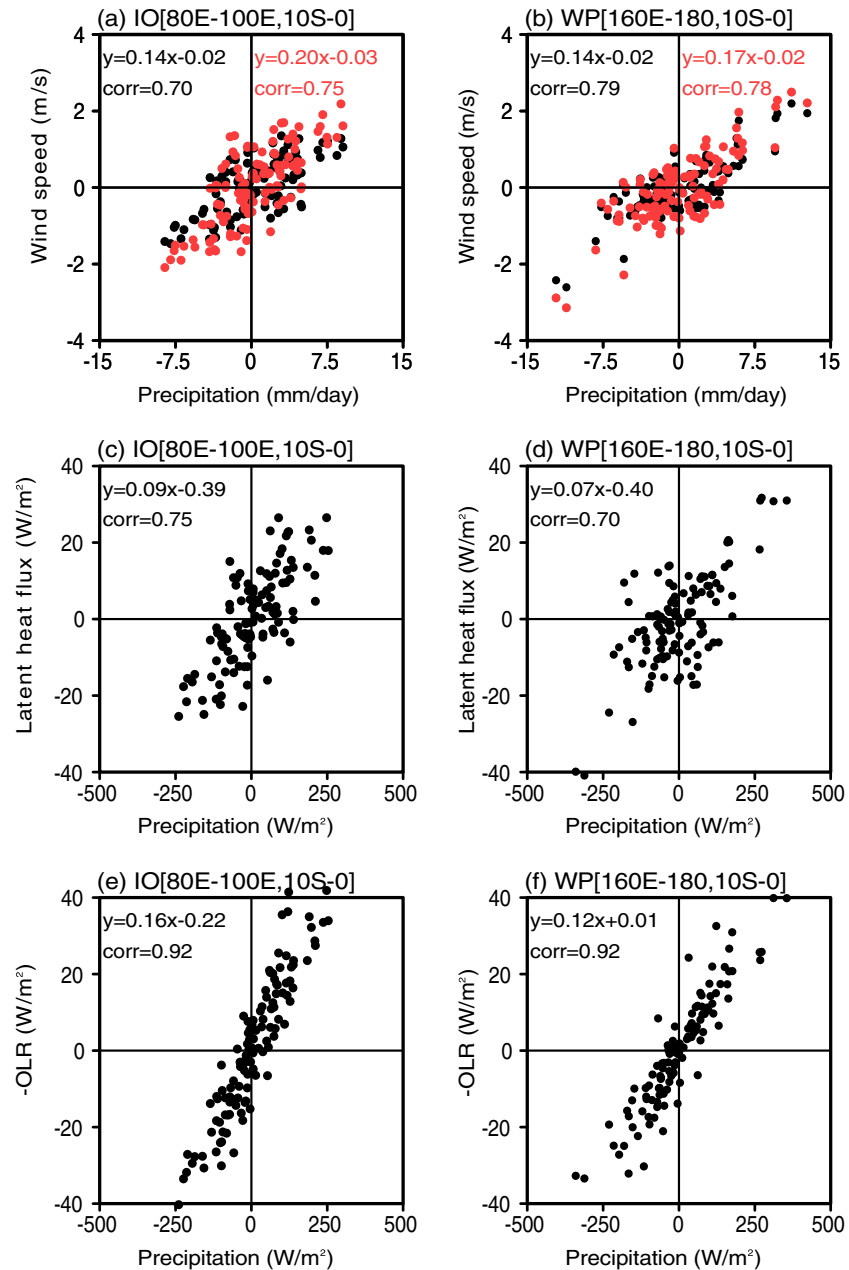 (a) IO[80E-100E,10S-0]
y=0.14x-0.02 y=0.20x-0.03
corr=0.70 corr=0.75
4
2
0
-2
-4
Wind speed (m/s)
-15 -7.5 0 7.5 15
Precipitation (mm/day)
(b) WP[160E-180,10S-0]
y=0.14x-0.02 y=0.17x-0.02
corr=0.79 corr=0.78
4
2
0
-2
-4
Wind speed (m/s)
-15 -7.5 0 7.5 15
Precipitation (mm/day)
(c) IO[80E-100E,10S-0]
y=0.09x-0.39
corr=0.75
40
20
0
-20
-40
Latent heat flux (W/m²)
-500 -250 0 250 500
Precipitation (W/m²)
(d) WP[160E-180,10S-0]
y=0.07x-0.40
corr=0.70
40
20
0
-20
-40
Latent heat flux (W/m²)
-500 -250 0 250 500
Precipitation (W/m²)
(e) IO[80E-100E,10S-0]
y=0.16x-0.22
corr=0.92
40
20
0
-20
-40
-OLR (W/m²)
-500 -250 0 250 500
Precipitation (W/m²)
(f) WP[160E-180,10S-0]
y=0.12x+0.01
corr=0.92
40
20
0
-20
-40
-OLR (W/m²)
-500 -250 0 250 500
Precipitation (W/m²)